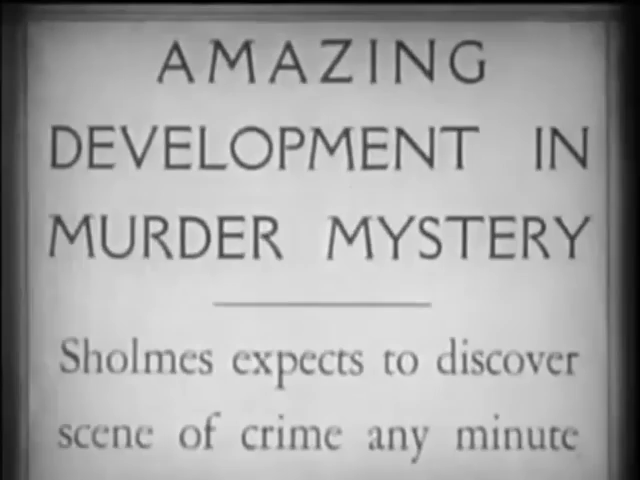 AMAZING
DEVELOPMENT IN
MURDER MYSTERY
Sholmes expects to discover
scene of crime any minute